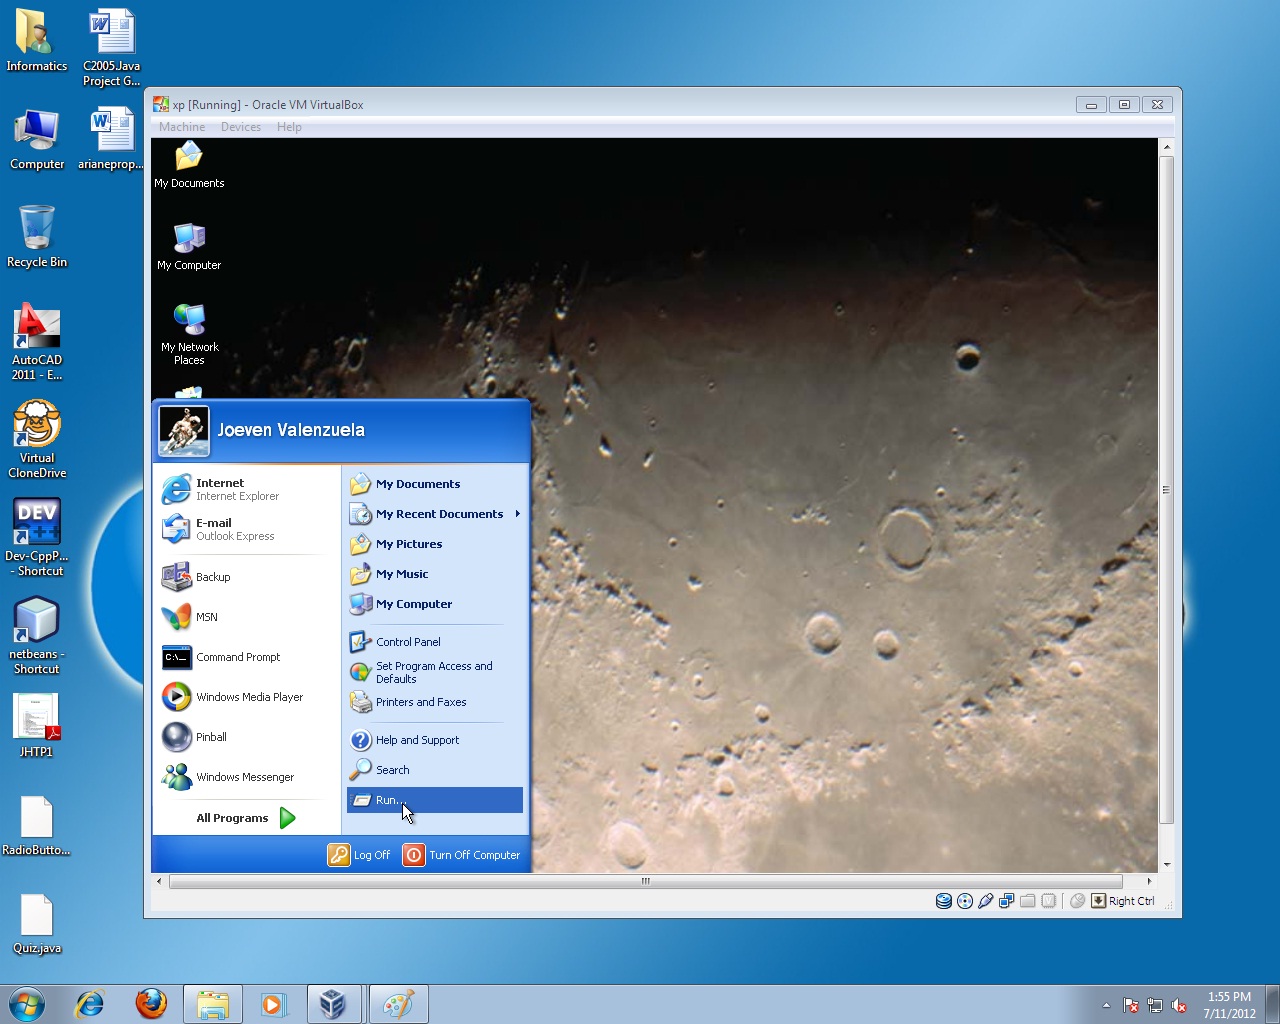 Informatics
C2005.Java
Project G...
Computer
arianeprop...
Recycle Bin
AutoCAD
2011 - E...
Virtual
CloneDrive
DEV
Dev-CppP...
- Shortcut
netbeans -
Shortcut
JHTP1
RadioButto...
Quiz.java
xp [Running] - Oracle VM VirtualBox
Machine Devices Help
My Documents
My Computer
My Network
Places
Joeven Valenzuela
Internet
Internet Explorer
E-mail
Outlook Express
Backup
MSN
C:\_
Command Prompt
Windows Media Player
Pinball
Windows Messenger
All Programs
My Documents
My Recent Documents
My Pictures
My Music
My Computer
Control Panel
Set Program Access and
Defaults
Printers and Faxes
Help and Support
Search
Run...
Log Off Turn Off Computer
Right Ctrl
1:55 PM
7/11/2012